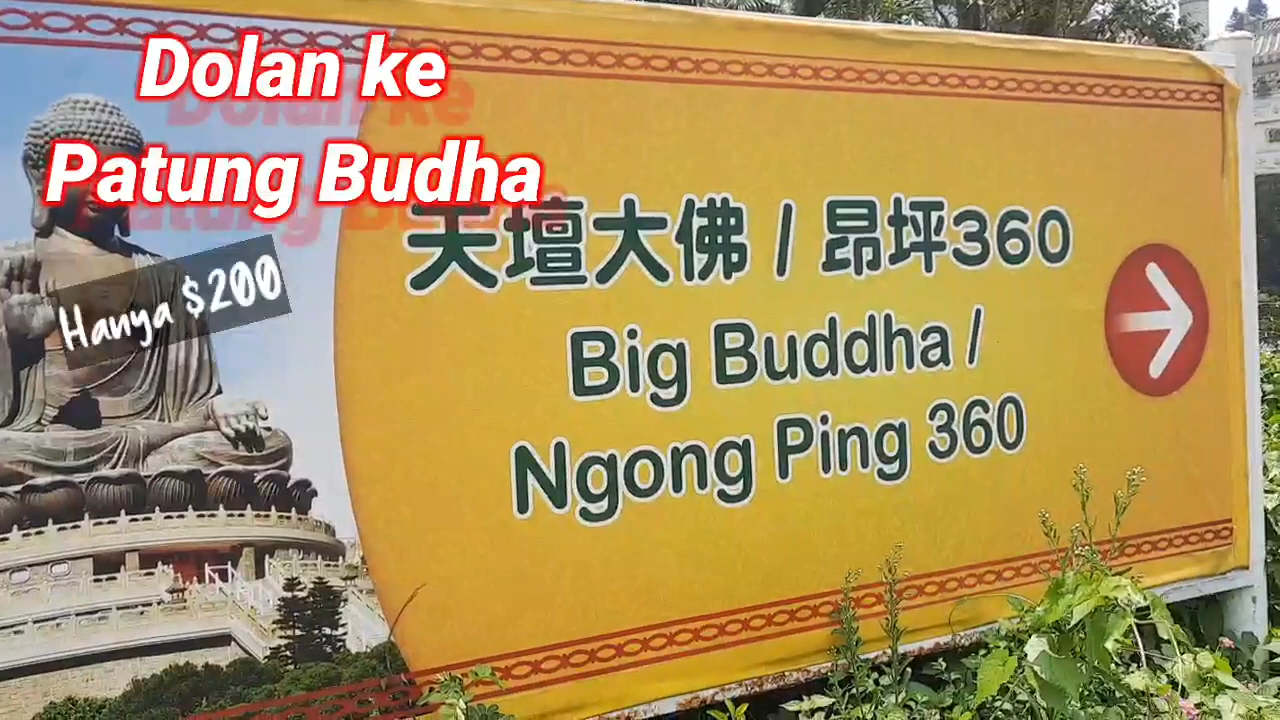 Dolan ke
Patung Budha
Hanya $200
天壇大佛 / 昂坪360
Big Buddha /
Ngong Ping 360